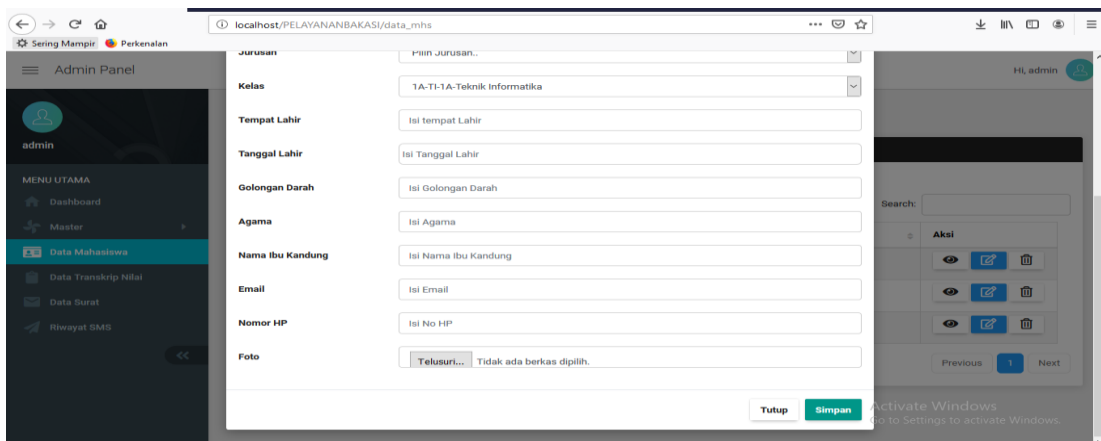 localhost/PELAYANANBAKASI/data_mhs
Sering Mampir Perkenalan
Admin Panel
Hi, admin
admin
MENU UTAMA
Dashboard
Master
Data Mahasiswa
Data Transkrip Nilai
Data Surat
Riwayat SMS
Jurusan Pilih Jurusan..
Kelas 1A-TI-1A-Teknik Informatika
Tempat Lahir Isi tempat Lahir
Tanggal Lahir Isi Tanggal Lahir
Golongan Darah Isi Golongan Darah
Agama Isi Agama
Nama Ibu Kandung Isi Nama Ibu Kandung
Email Isi Email
Nomor HP Isi No HP
Foto Telusuri... Tidak ada berkas dipilih.
Tutup Simpan
Search:
Aksi
Previous 1 Next
Activate Windows
Go to Settings to activate Windows.